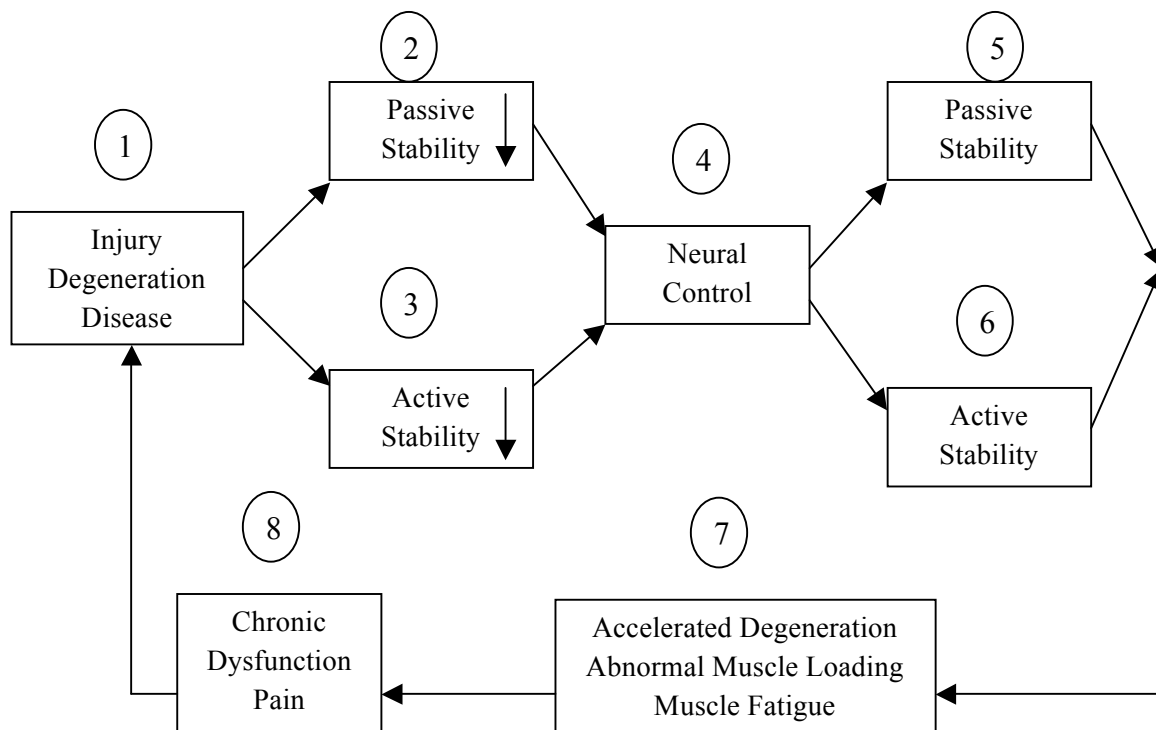 1
Injury
Degeneration
Disease
2
Passive
Stability
3
Active
Stability
4
Neural
Control
5
Passive
Stability
6
Active
Stability
7
Accelerated Degeneration
Abnormal Muscle Loading
Muscle Fatigue
8
Chronic
Dysfunction
Pain